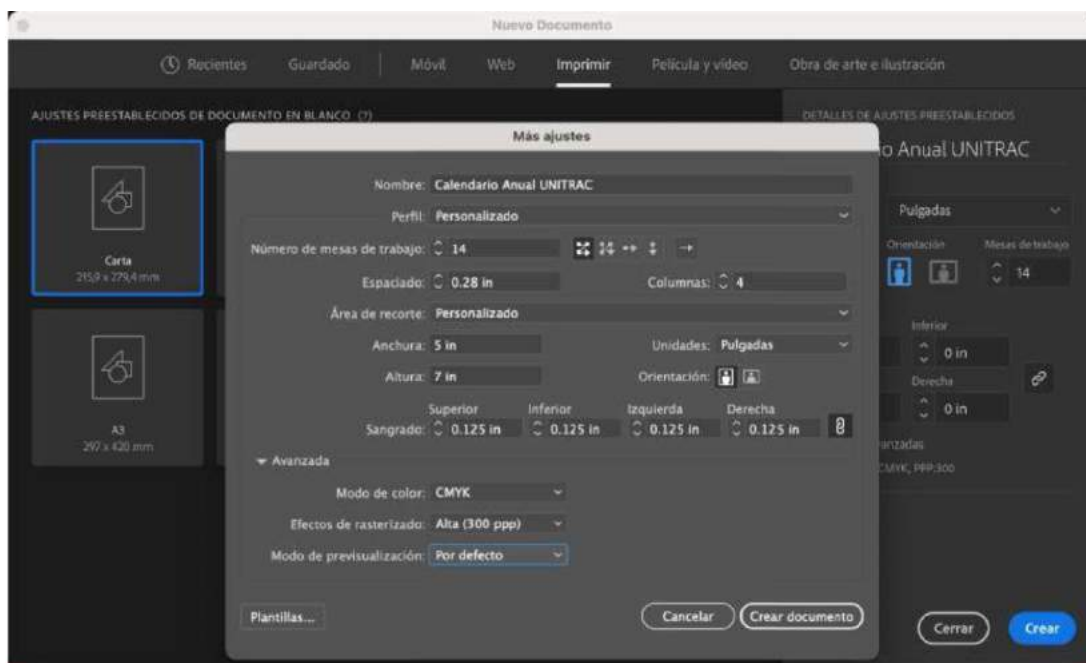 Nuevo Documento
Recientes Guardado Móvil Web Imprimir Película y vídeo Obra de arte e ilustración
AJUSTES PREESTABLECIDOS DE DOCUMENTO EN BLANCO (7)
Carta
215,9 x 279,4 mm
A3
297 x 420 mm
Más ajustes
Nombre: Calendario Anual UNITRAC
Perfil: Personalizado
Número de mesas de trabajo: 14
Espaciado: 0.28 in Columnas: 4
Área de recorte: Personalizado
Anchura: 5 in Unidades: Pulgadas
Altura: 7 in Orientación:
Superior Inferior Izquierda Derecha
Sangrado: 0.125 in 0.125 in 0.125 in 0.125 in
Avanzada
Modo de color: CMYK
Efectos de rasterizado: Alta (300 ppp)
Modo de previsualización: Por defecto
Plantillas... Cancelar Crear documento
DETALLES DE AJUSTES PREESTABLECIDOS
io Anual UNITRAC
Pulgadas
Orientación Mesas de trabajo
14
Inferior
0 in
Derecha
0 in
anzadas
CMYK, PPP:300
Cerrar Crear